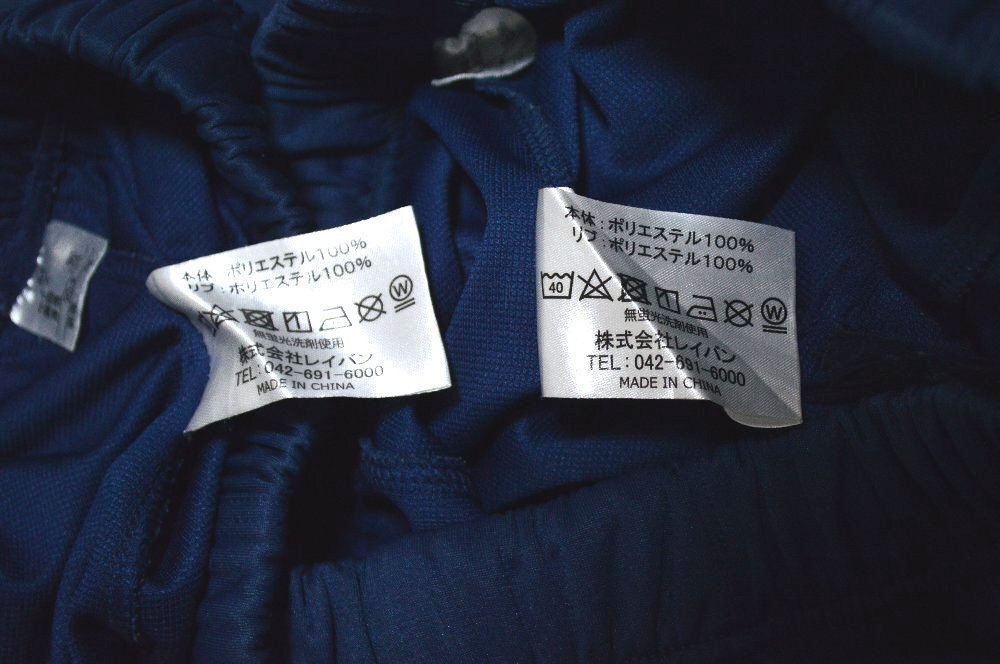 本体：ポリエステル100%
リブ：ポリエステル100%
無蛍光洗剤使用
株式会社レイバン
TEL:042-691-6000
MADE IN CHINA
本体：ポリエステル100%
リブ：ポリエステル100%
40
W
無蛍光洗剤使用
株式会社レイバン
TEL:042-691-6000
MADE IN CHINA